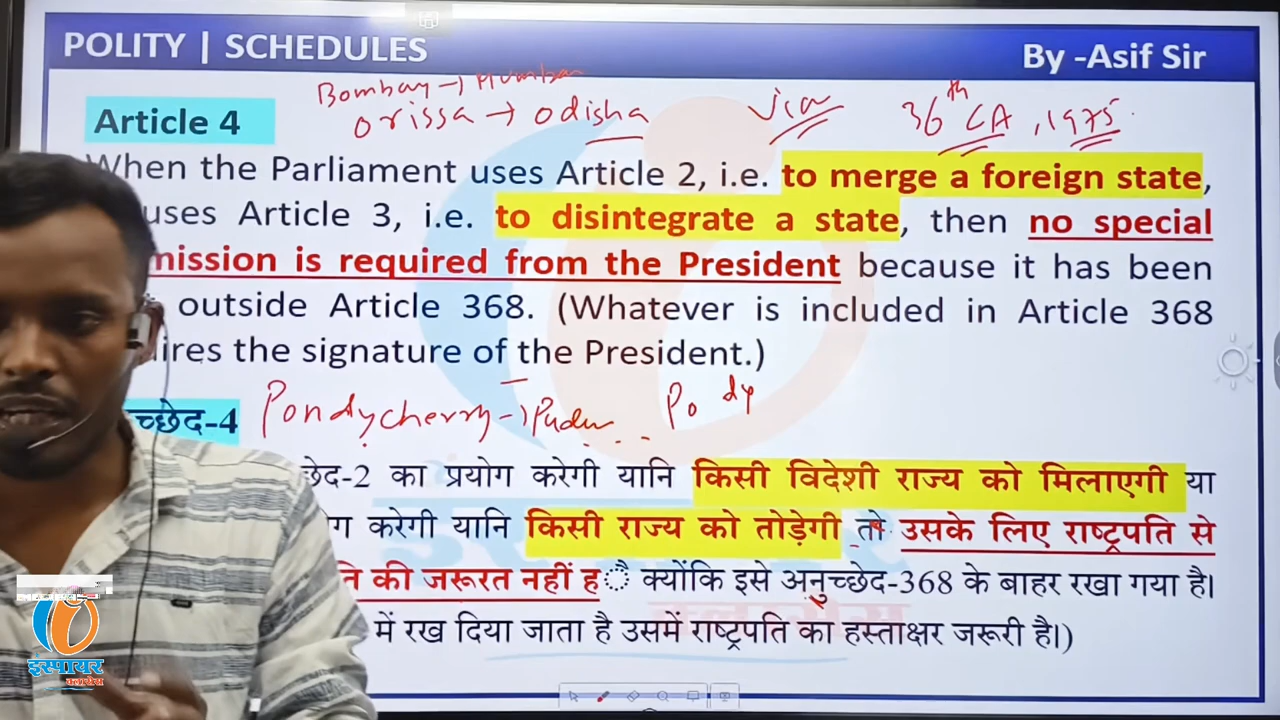 POLITY | SCHEDULES
By -Asif Sir
Bombay → Mumbai
Orissa → Odisha
36th CA, 1975
Article 4
When the Parliament uses Article 2, i.e. to merge a foreign state,
uses Article 3, i.e. to disintegrate a state, then no special
mission is required from the President because it has been
outside Article 368. (Whatever is included in Article 368
ires the signature of the President.)
च्छेद-4
Pondycherry → Pudu...
Po dy
छेद-2 का प्रयोग करेगी यानि किसी विदेशी राज्य को मिलाएगी या
ग करेगी यानि किसी राज्य को तोड़ेगी तो उसके लिए राष्ट्रपति से
ति की जरूरत नहीं है क्योंकि इसे अनुच्छेद-368 के बाहर रखा गया है।
में रख दिया जाता है उसमें राष्ट्रपति का हस्ताक्षर जरूरी है।)
इंस्पायर
क्लासेस